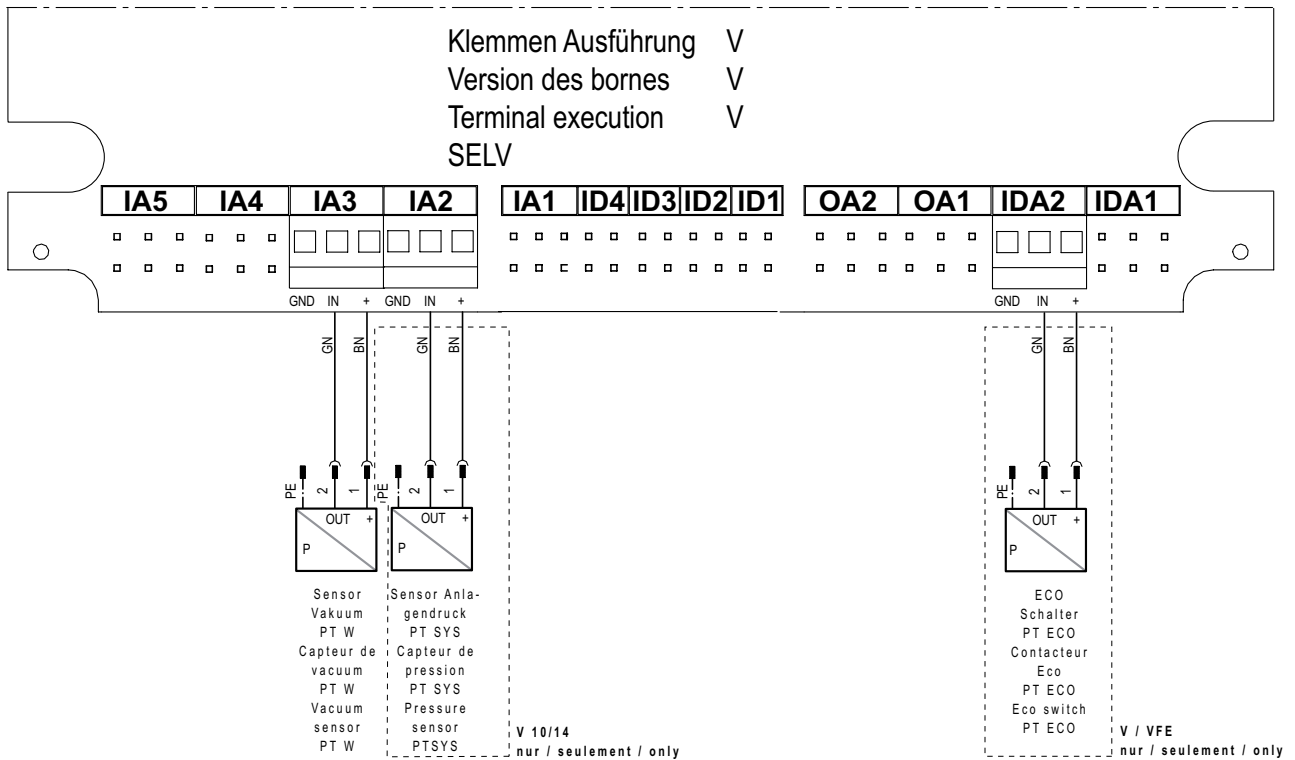 Klemmen Ausführung V
Version des bornes V
Terminal execution V
SELV
IA5 IA4 IA3 IA2 IA1 ID4 ID3 ID2 ID1 OA2 OA1 IDA2 IDA1
GND IN + GND IN + GND IN +
GN BN GN BN GN BN
PE 2 1 PE 2 1 PE 2 1
OUT + OUT + OUT +
P P P
Sensor
Vakuum
PT W
Capteur de
vacuum
PT W
Vacuum
sensor
PT W
Sensor Anla-
gendruck
PT SYS
Capteur de
pression
PT SYS
Pressure
sensor
PTSYS
V 10/14
nur / seulement / only
ECO
Schalter
PT ECO
Contacteur
Eco
PT ECO
Eco switch
PT ECO
V / VFE
nur / seulement / only